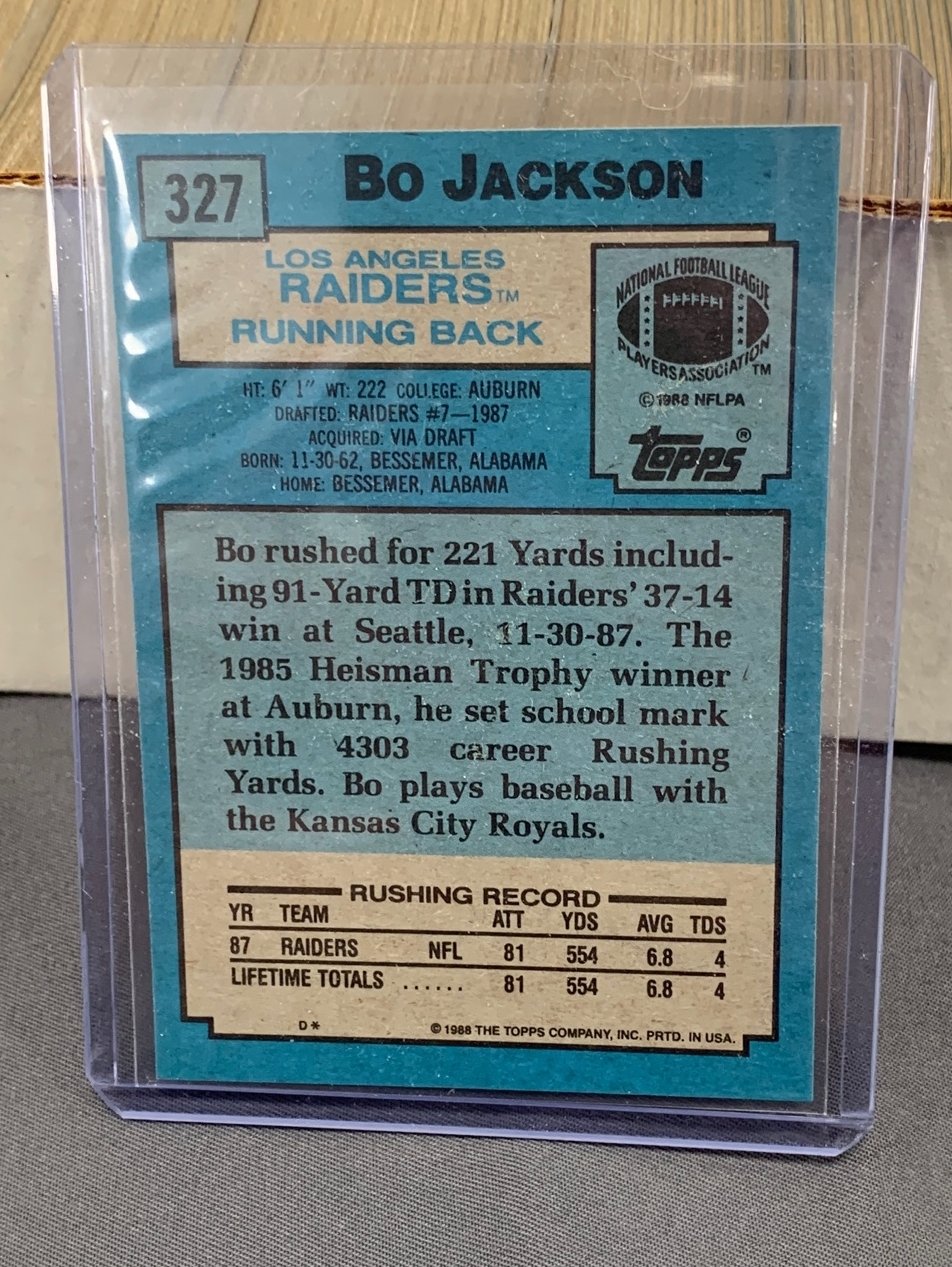 327
BO JACKSON
LOS ANGELES
RAIDERS™
RUNNING BACK
NATIONAL FOOTBALL LEAGUE
PLAYERS ASSOCIATION™
© 1988 NFLPA
Topps®
HT: 6' 1" WT: 222 COLLEGE: AUBURN
DRAFTED: RAIDERS #7—1987
ACQUIRED: VIA DRAFT
BORN: 11-30-62, BESSEMER, ALABAMA
HOME: BESSEMER, ALABAMA
Bo rushed for 221 Yards includ-
ing 91-Yard TD in Raiders' 37-14
win at Seattle, 11-30-87. The
1985 Heisman Trophy winner
at Auburn, he set school mark
with 4303 career Rushing
Yards. Bo plays baseball with
the Kansas City Royals.
RUSHING RECORD
YR TEAM ATT YDS AVG TDS
87 RAIDERS NFL 81 554 6.8 4
LIFETIME TOTALS ...... 81 554 6.8 4
D*
© 1988 THE TOPPS COMPANY, INC. PRTD. IN USA.